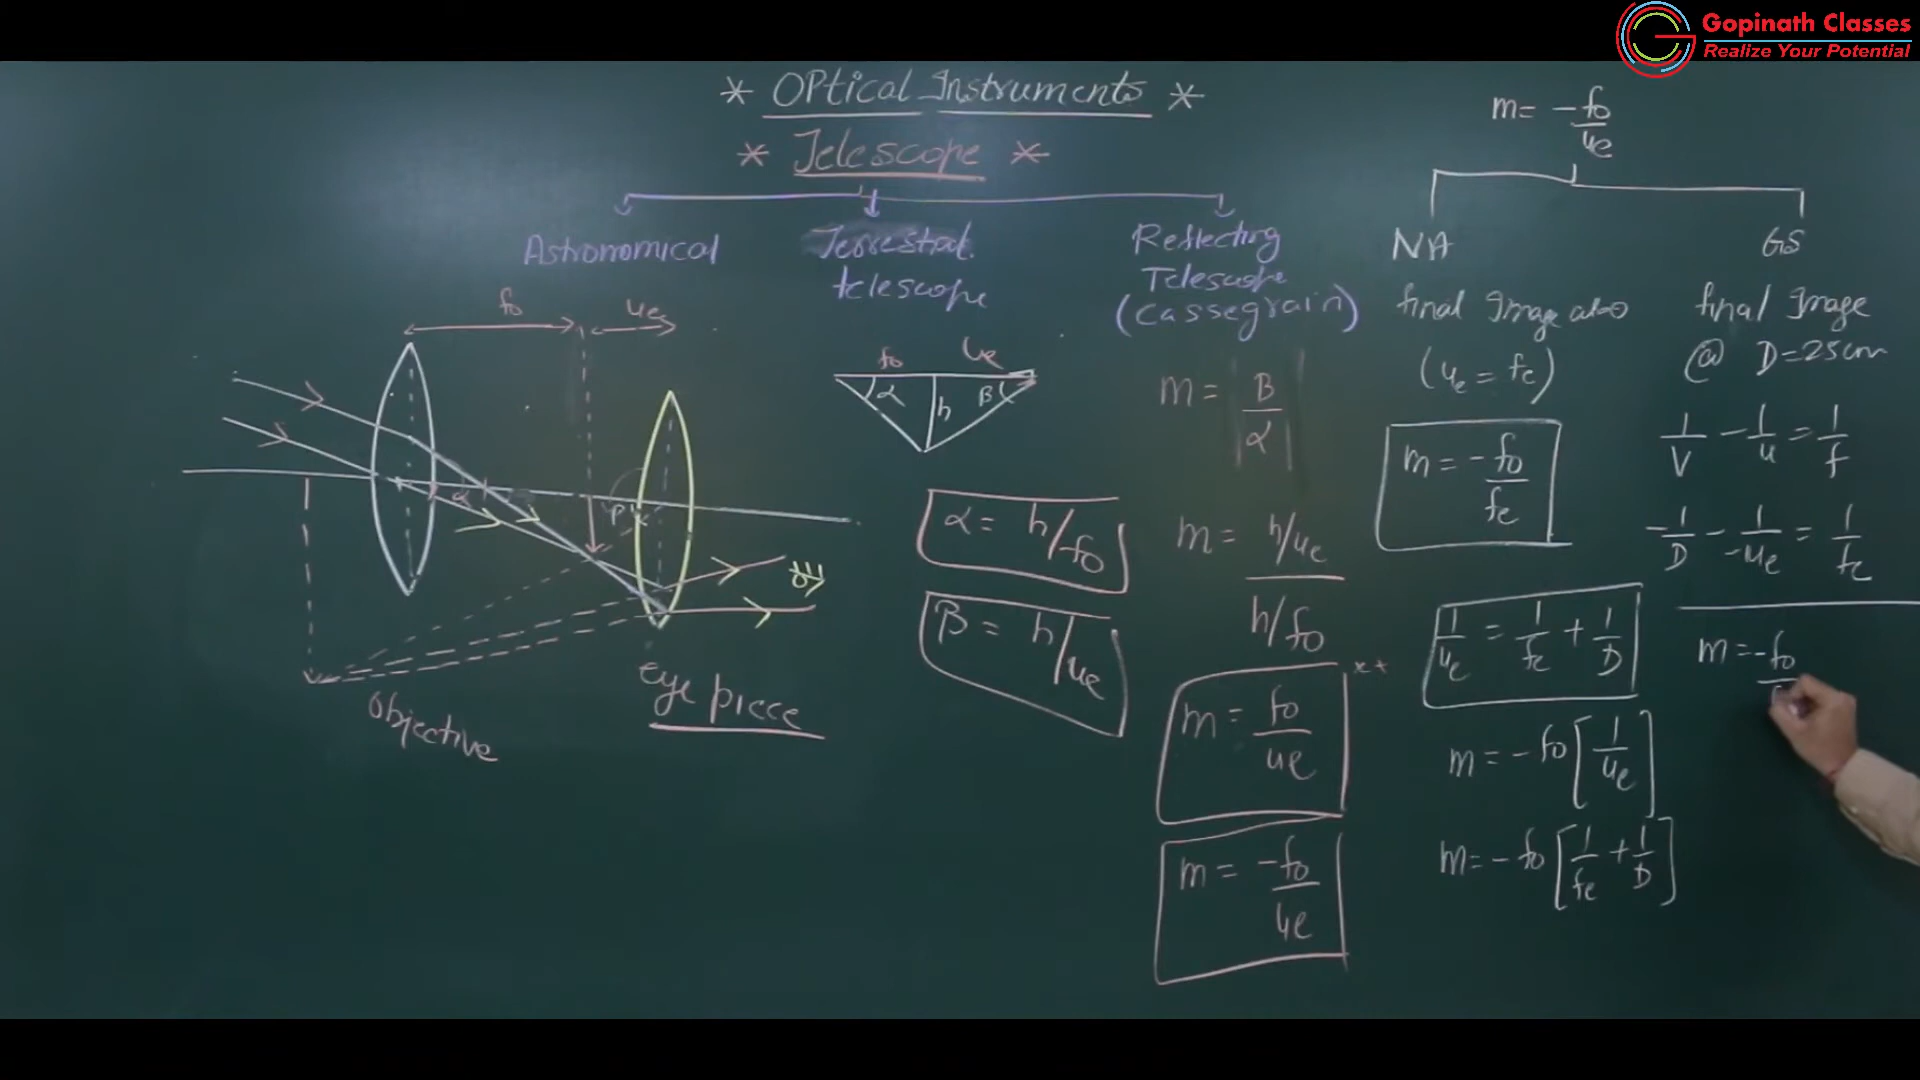 Gopinath Classes
Realize Your Potential
* OPtical Instruments *
* Telescope *
Astronomical
Terrestial telescope
Reflecting Telescope (Cassegrain)
fo
ue
α
β
Objective
eye piece
fo
ue
α
h
β
α = h/fo
β = h/ue
m = |β/α|
m = (h/ue)/(h/fo)
m = fo/ue
m = -fo/ue
m = -fo/ue
NA
final Image at ∞
(ue = fe)
m = -fo/fe
1/ue = 1/fe + 1/D
m = -fo [1/ue]
m = -fo [1/fe + 1/D]
GS
final Image
@ D=25cm
1/V - 1/u = 1/f
-1/D - 1/-ue = 1/fe
m = -fo